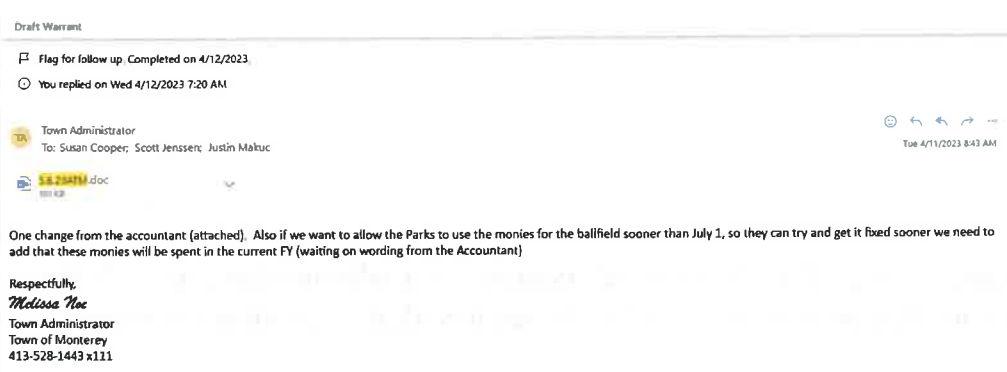 Draft Warrant
Flag for follow up. Completed on 4/12/2023.
You replied on Wed 4/12/2023 7:20 AM.
TA
Town Administrator
To: Susan Cooper; Scott Jenssen; Justin Makuc
Tue 4/11/2023 8:43 AM
5.6.23ATM.doc
One change from the accountant (attached). Also if we want to allow the Parks to use the monies for the ballfield sooner than July 1, so they can try and get it fixed sooner we need to
add that these monies will be spent in the current FY (waiting on wording from the Accountant)
Respectfully,
Melissa Noe
Town Administrator
Town of Monterey
413-528-1443 x111